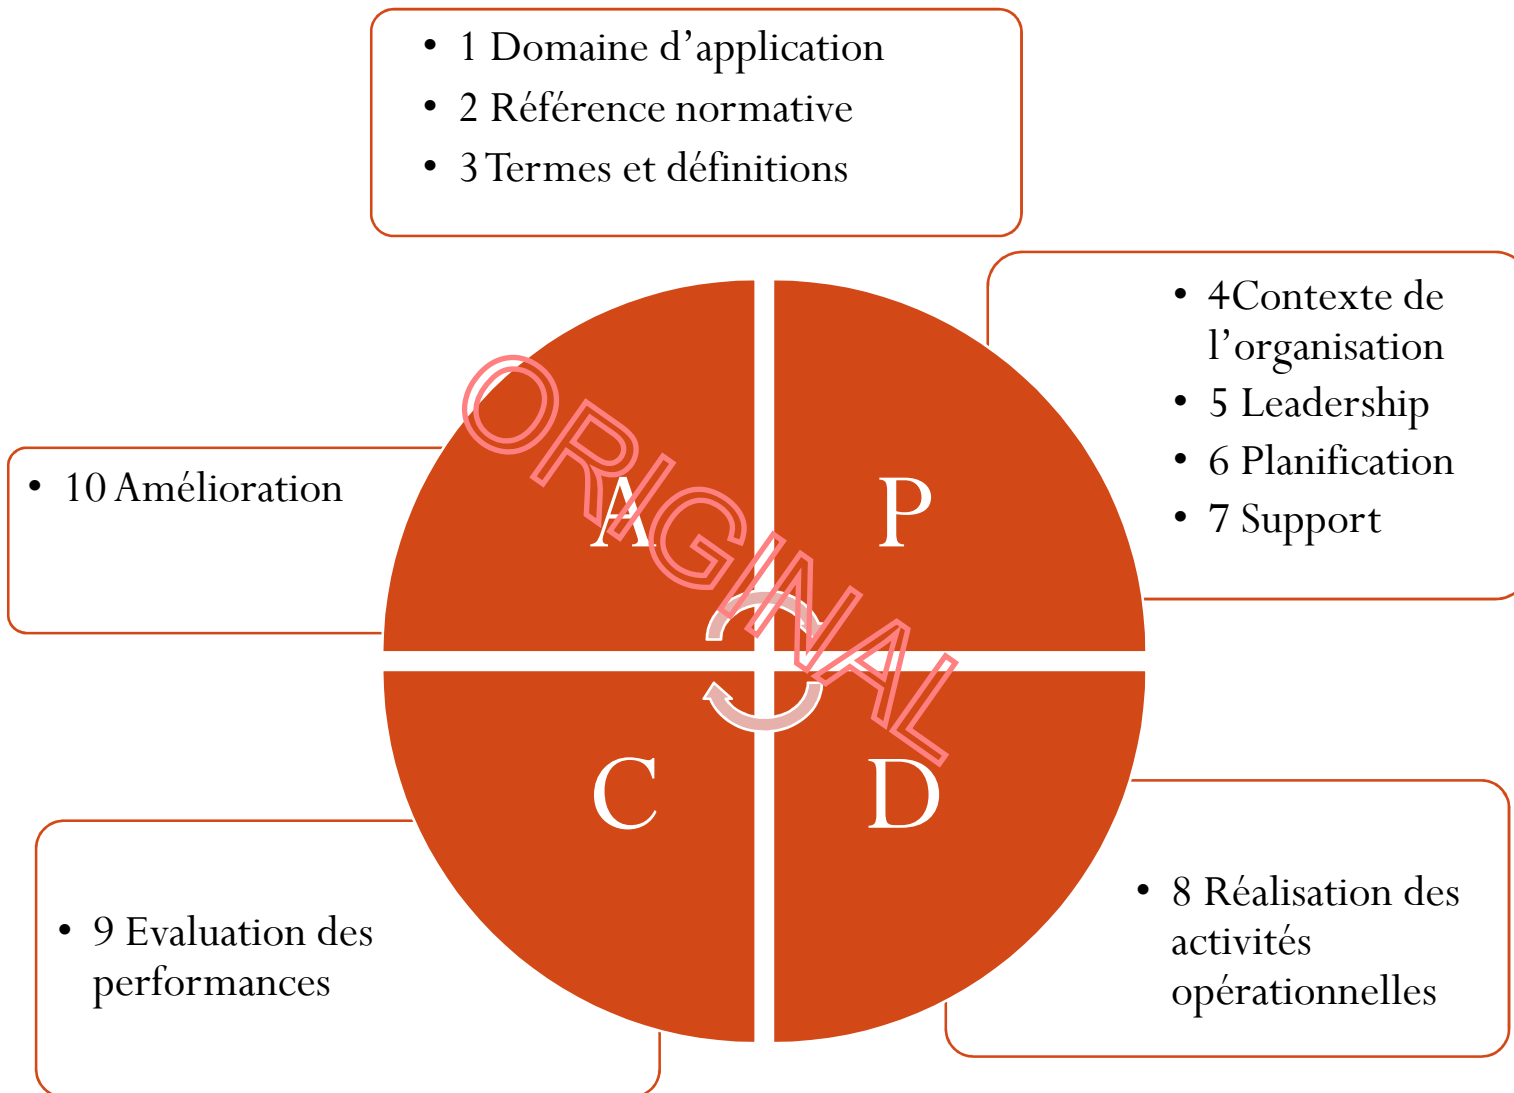 • 1 Domaine d’application
• 2 Référence normative
• 3 Termes et définitions
• 4Contexte de
l’organisation
• 5 Leadership
• 6 Planification
• 7 Support
• 10 Amélioration
A
P
ORIGINAL
C
D
• 8 Réalisation des
activités
opérationnelles
• 9 Evaluation des
performances